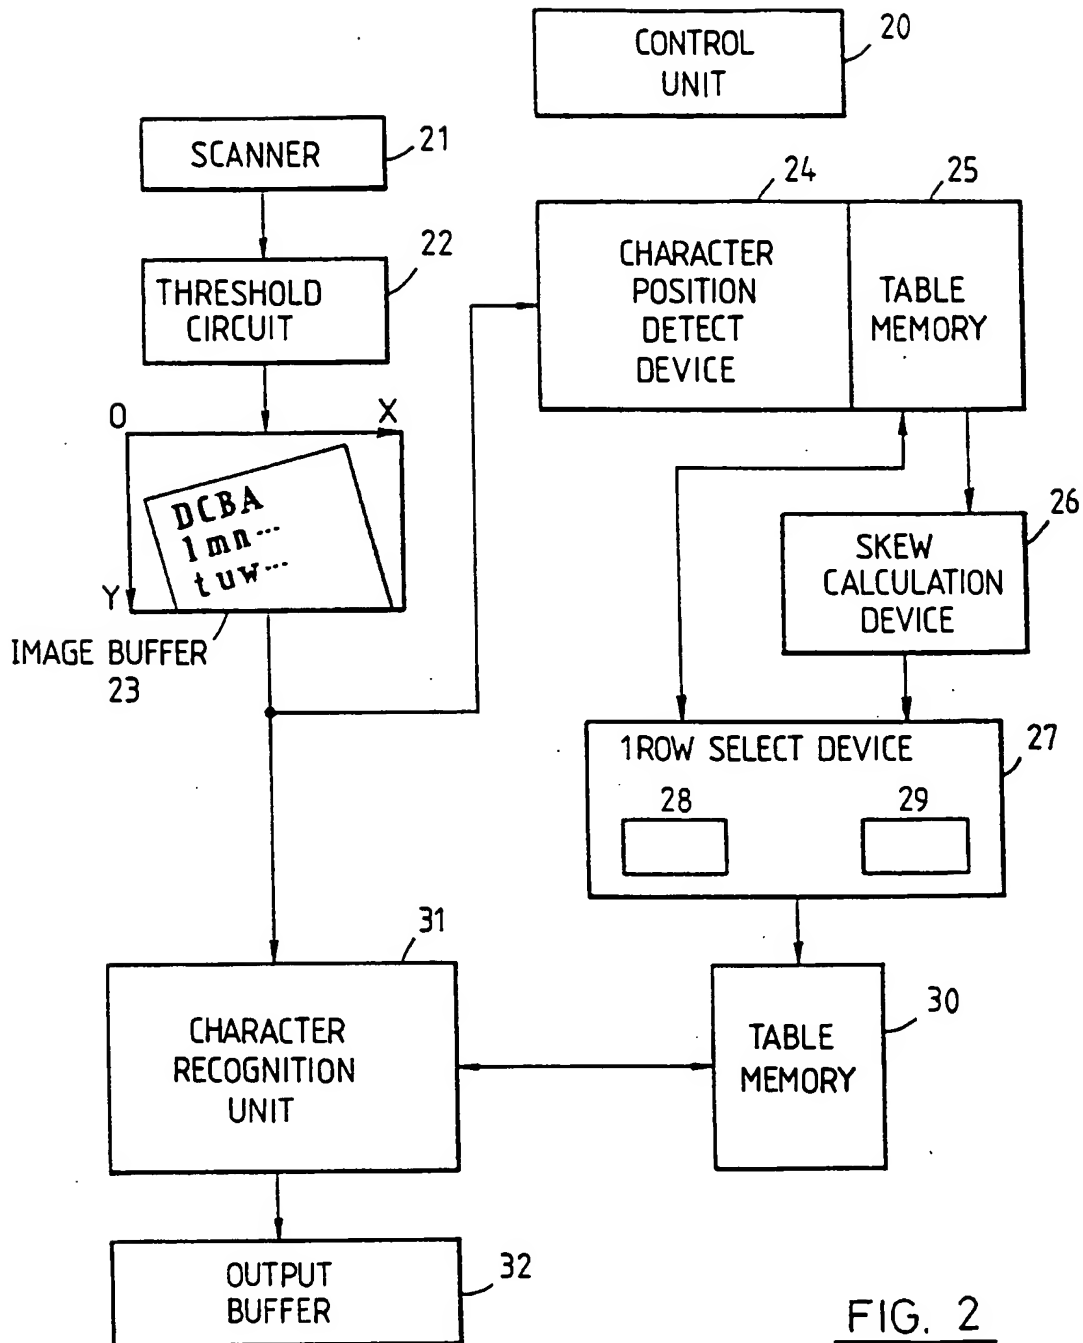 CONTROL
UNIT
20
SCANNER
21
THRESHOLD
CIRCUIT
22
O
X
Y
DCBA
lmn...
tuw...
IMAGE BUFFER
23
24
25
CHARACTER
POSITION
DETECT
DEVICE
TABLE
MEMORY
SKEW
CALCULATION
DEVICE
26
1ROW SELECT DEVICE
27
28
29
31
CHARACTER
RECOGNITION
UNIT
TABLE
MEMORY
30
OUTPUT
BUFFER
32
FIG. 2